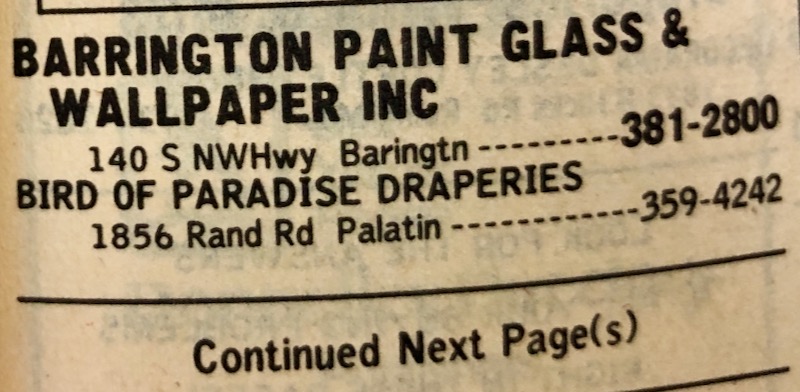 BARRINGTON PAINT GLASS &
WALLPAPER INC
140 S NWHwy Baringtn ---------381-2800
BIRD OF PARADISE DRAPERIES
1856 Rand Rd Palatin ------------359-4242
Continued Next Page(s)